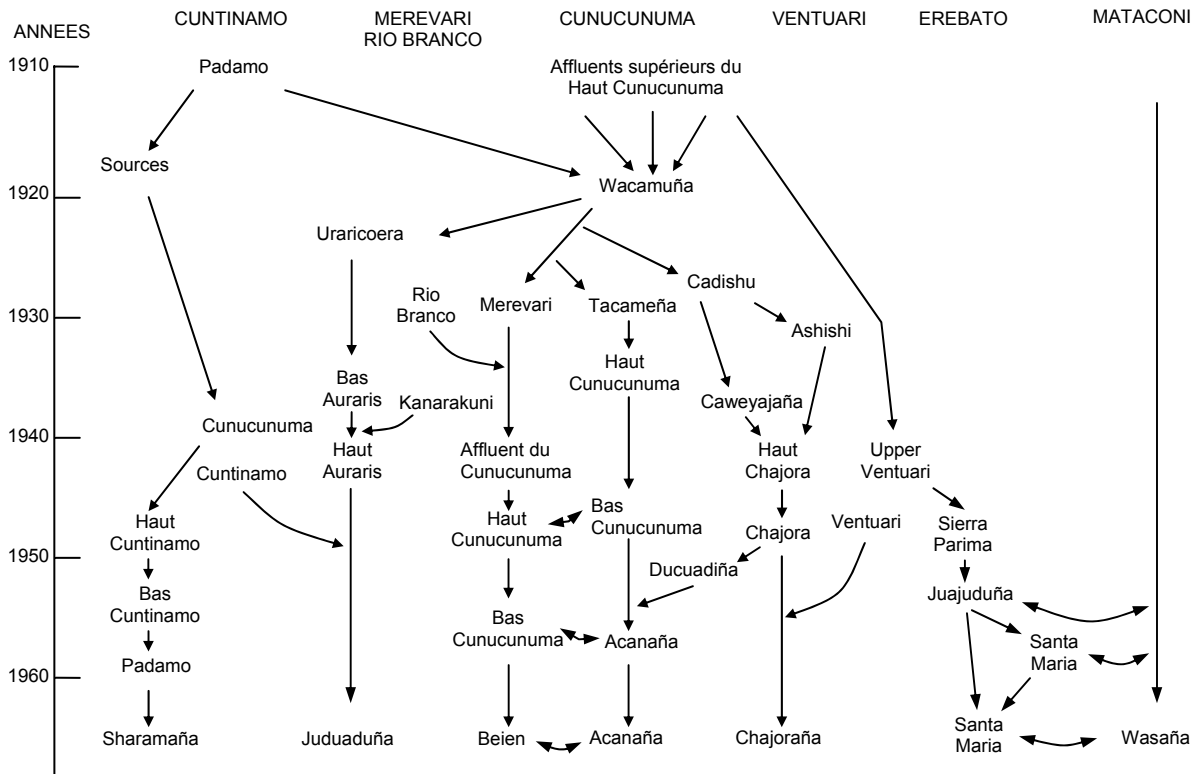 CUNTINAMO
MEREVARI
RIO BRANCO
CUNUCUNUMA
VENTUARI
EREBATO
MATACONI
ANNEES
1910
Padamo
Affluents supérieurs du
Haut Cunucunuma
Sources
Wacamuña
1920
Uraricoera
Cadishu
Rio
Branco
Merevari
Tacameña
1930
Ashishi
Haut
Cunucunuma
Bas
Auraris
Kanarakuni
Caweyajaña
Cunucunuma
1940
Haut
Auraris
Affluent du
Cunucunuma
Haut
Chajora
Upper
Ventuari
Cuntinamo
Haut
Cuntinamo
Haut
Cunucunuma
Bas
Cunucunuma
Chajora
Ventuari
Sierra
Parima
1950
Ducuadiña
Bas
Cuntinamo
Juajuduña
Bas
Cunucunuma
Acanaña
Santa
Maria
Padamo
1960
Sharamaña
Juduaduña
Beien
Acanaña
Chajoraña
Santa
Maria
Wasaña